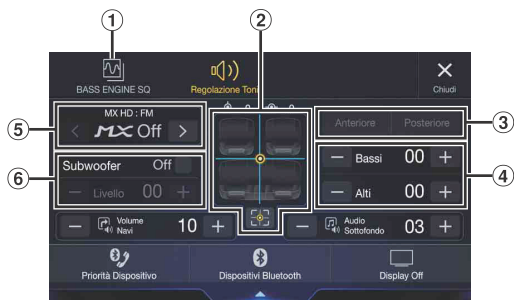 ① ②
BASS ENGINE SQ
Regolazione Toni
Chiudi
⑤ MX HD : FM
MX Off
③ Anteriore Posteriore
⑥ Subwoofer Off
— Livello 00 +
④ — Bassi 00 +
— Alti 00 +
— Volume Navi 10 +
— Audio Sottofondo 03 +
Priorità Dispositivo
Dispositivi Bluetooth
Display Off